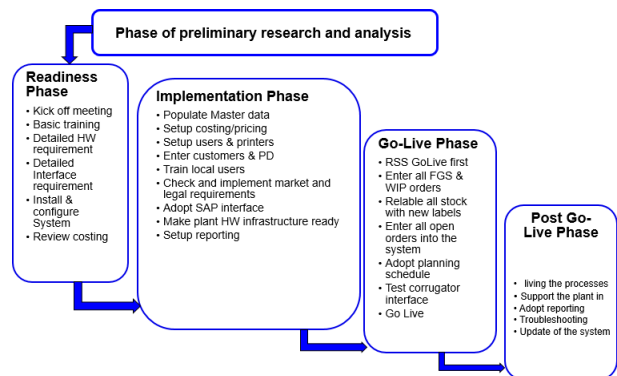 Phase of preliminary research and analysis
Readiness
Phase
• Kick off meeting
• Basic training
• Detailed HW
requirement
• Detailed
Interface
requirement
• Install &
configure
System
• Review costing
Implementation Phase
• Populate Master data
• Setup costing/pricing
• Setup users & printers
• Enter customers & PD
• Train local users
• Check and implement market and
legal requirements
• Adopt SAP interface
• Make plant HW infrastructure ready
• Setup reporting
Go-Live Phase
• RSS GoLive first
• Enter all FGS &
WIP orders
• Relable all stock
with new labels
• Enter all open
orders into the
system
• Adopt planning
schedule
• Test corrugator
interface
• Go Live
Post Go-
Live Phase
• living the processes
• Support the plant in
• Adopt reporting
• Troubleshooting
• Update of the system